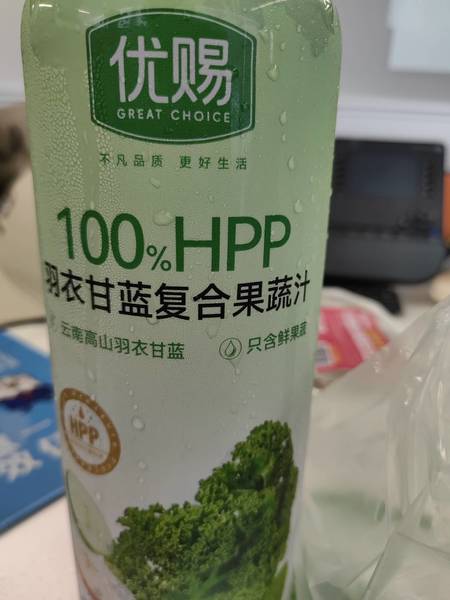 优赐
GREAT CHOICE
不凡品质 更好生活
100%HPP
羽衣甘蓝复合果蔬汁
云南高山羽衣甘蓝
只含鲜果蔬
HPP